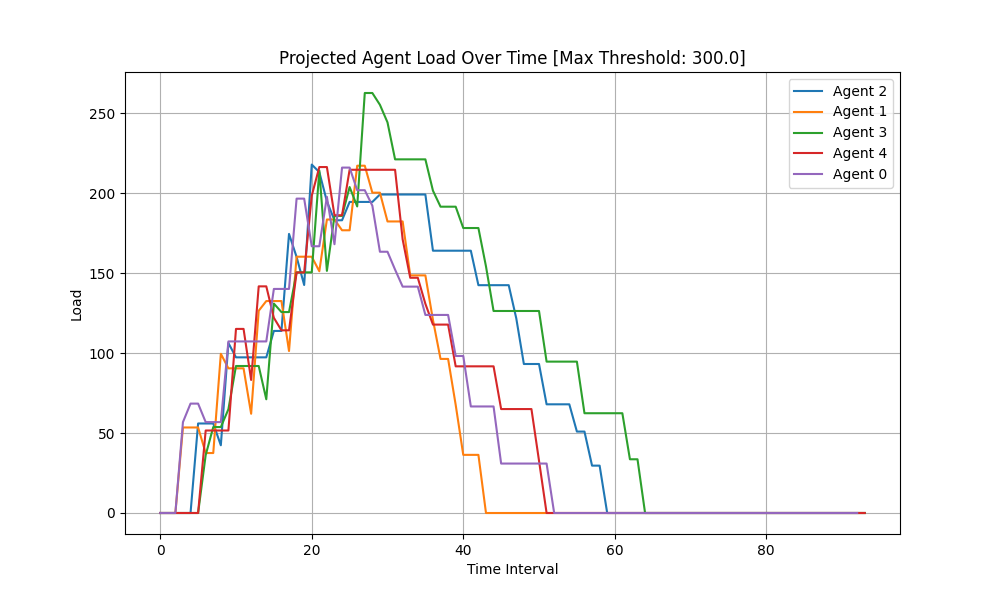 Projected Agent Load Over Time [Max Threshold: 300.0]
Load
250
200
150
100
50
0
Agent 2
Agent 1
Agent 3
Agent 4
Agent 0
0 20 40 60 80
Time Interval